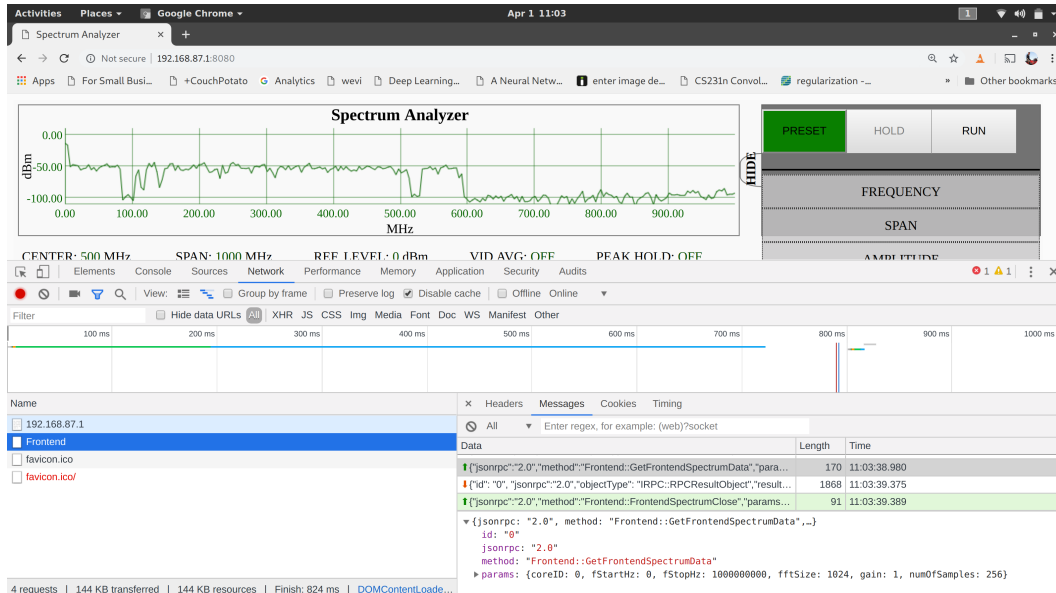 Activities Places Google Chrome Apr 1 11:03 1
Spectrum Analyzer × +
Not secure | 192.168.87.1:8080
Apps For Small Busi... +CouchPotato Analytics wevi Deep Learning... A Neural Netw... enter image de... CS231n Convol... regularization -... » Other bookmarks
Spectrum Analyzer
0.00
-50.00
-100.00
dBm
0.00 100.00 200.00 300.00 400.00 500.00 600.00 700.00 800.00 900.00
MHz
HIDE
PRESET HOLD RUN
FREQUENCY
SPAN
AMPLITUDE
CENTER: 500 MHz SPAN: 1000 MHz REF LEVEL: 0 dBm VID AVG: OFF PEAK HOLD: OFF
Elements Console Sources Network Performance Memory Application Security Audits 1 1
View: Group by frame Preserve log Disable cache Offline Online
Filter Hide data URLs All XHR JS CSS Img Media Font Doc WS Manifest Other
100 ms 200 ms 300 ms 400 ms 500 ms 600 ms 700 ms 800 ms 900 ms 1000 ms
Name
192.168.87.1
Frontend
favicon.ico
favicon.ico/
4 requests | 144 KB transferred | 144 KB resources | Finish: 824 ms | DOMContentLoade...
× Headers Messages Cookies Timing
All Enter regex, for example: (web)?socket
Data Length Time
{"jsonrpc":"2.0","method":"Frontend::GetFrontendSpectrumData","para... 170 11:03:38.980
{"id": "0", "jsonrpc":"2.0","objectType": "IRPC::RPCResultObject","result... 1868 11:03:39.375
{"jsonrpc":"2.0","method":"Frontend::FrontendSpectrumClose","params... 91 11:03:39.389
{jsonrpc: "2.0", method: "Frontend::GetFrontendSpectrumData",…}
id: "0"
jsonrpc: "2.0"
method: "Frontend::GetFrontendSpectrumData"
params: {coreID: 0, fStartHz: 0, fStopHz: 1000000000, fftSize: 1024, gain: 1, numOfSamples: 256}